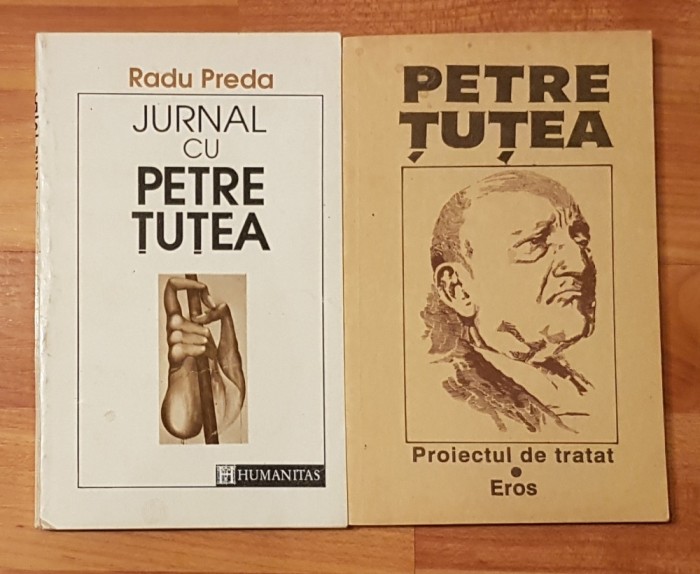 Radu Preda
JURNAL
CU
PETRE
ȚUȚEA
HUMANITAS
PETRE
ȚUȚEA
Proiectul de tratat
•
Eros